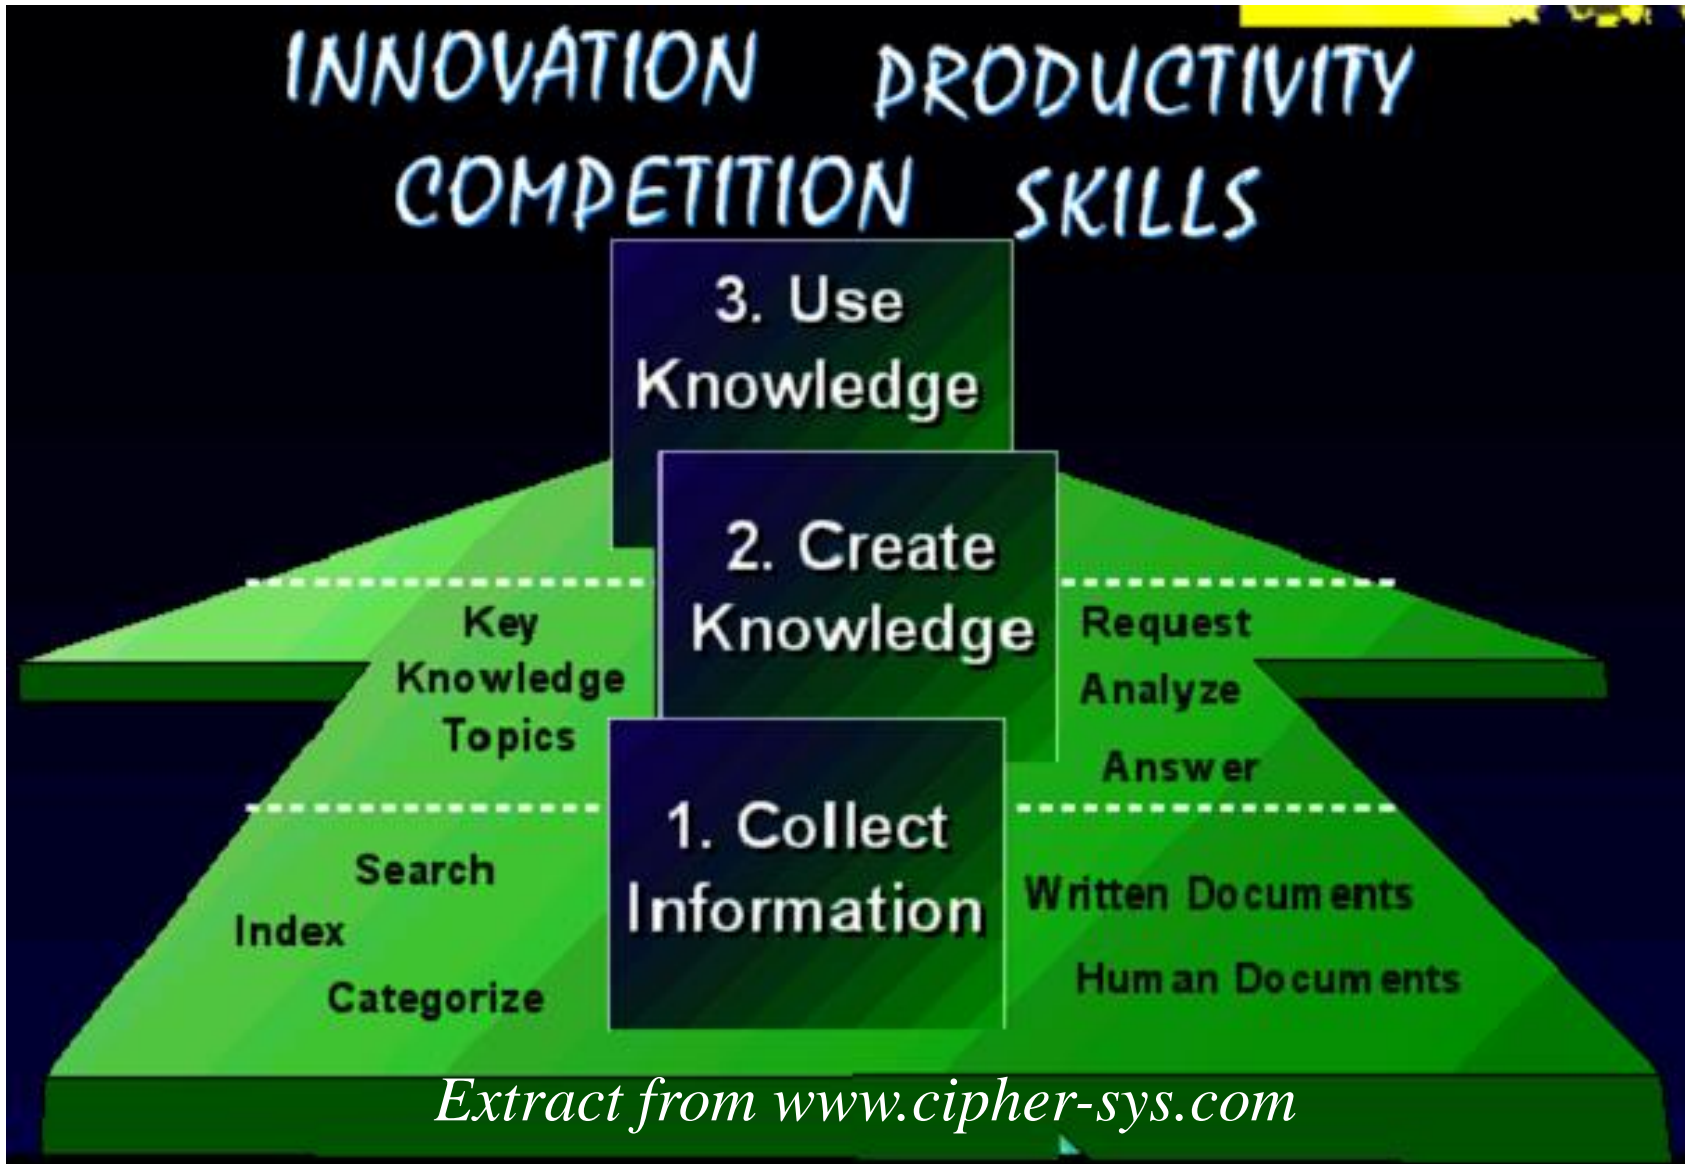 INNOVATION PRODUCTIVITY
COMPETITION SKILLS
3. Use
Knowledge
2. Create
Knowledge
Key
Knowledge
Topics
Request
Analyze
Answer
1. Collect
Information
Search
Index
Categorize
Written Documents
Human Documents
Extract from www.cipher-sys.com